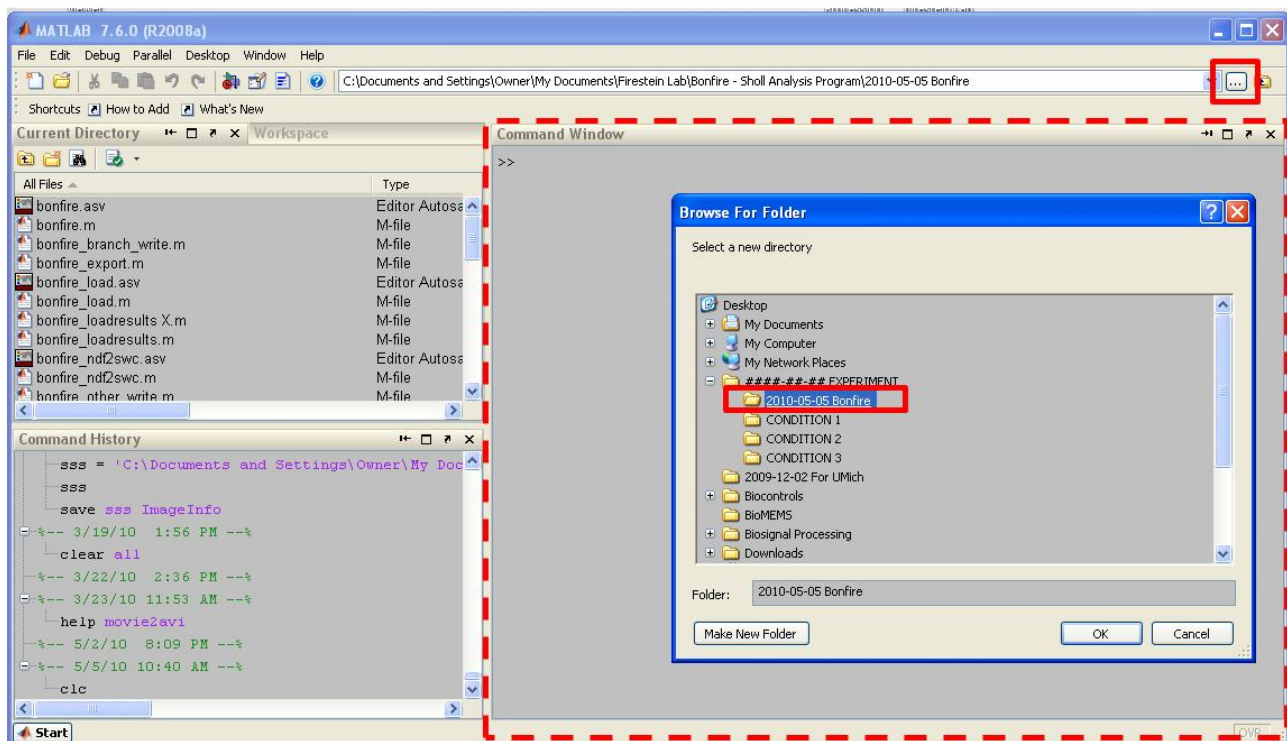 MATLAB 7.6.0 (R2008a)
File Edit Debug Parallel Desktop Window Help
C:\Documents and Settings\Owner\My Documents\Firestein Lab\Bonfire - Sholl Analysis Program\2010-05-05 Bonfire
...
Shortcuts How to Add What's New
Current Directory Workspace
All Files Type
bonfire.asv Editor Autosa
bonfire.m M-file
bonfire_branch_write.m M-file
bonfire_export.m M-file
bonfire_load.asv Editor Autosa
bonfire_load.m M-file
bonfire_loadresults X.m M-file
bonfire_loadresults.m M-file
bonfire_ndf2swc.asv Editor Autosa
bonfire_ndf2swc.m M-file
bonfire_other_write.m M-file
Command History
sss = 'C:\Documents and Settings\Owner\My Doc
sss
save sss ImageInfo
%-- 3/19/10 1:56 PM --%
clear all
%-- 3/22/10 2:36 PM --%
%-- 3/23/10 11:53 AM --%
help movie2avi
%-- 5/2/10 8:09 PM --%
%-- 5/5/10 10:40 AM --%
clc
Start
Command Window
>>
Browse For Folder
Select a new directory
Desktop
My Documents
My Computer
My Network Places
####-##-## EXPERIMENT
2010-05-05 Bonfire
CONDITION 1
CONDITION 2
CONDITION 3
2009-12-02 For UMich
Biocontrols
BioMEMS
Biosignal Processing
Downloads
Folder: 2010-05-05 Bonfire
Make New Folder OK Cancel
OVR